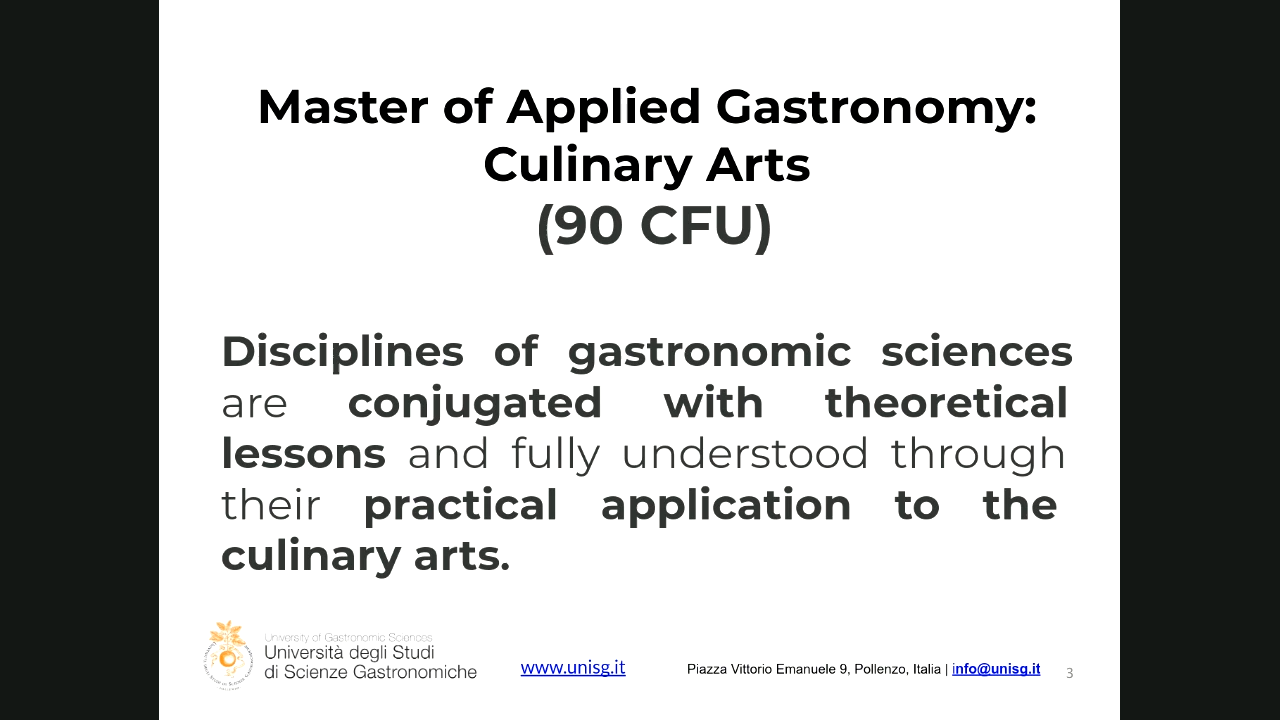 Master of Applied Gastronomy:
Culinary Arts
(90 CFU)
Disciplines of gastronomic sciences
are conjugated with theoretical
lessons and fully understood through
their practical application to the
culinary arts.
University of Gastronomic Sciences
Università degli Studi
di Scienze Gastronomiche
www.unisg.it
Piazza Vittorio Emanuele 9, Pollenzo, Italia | info@unisg.it
3